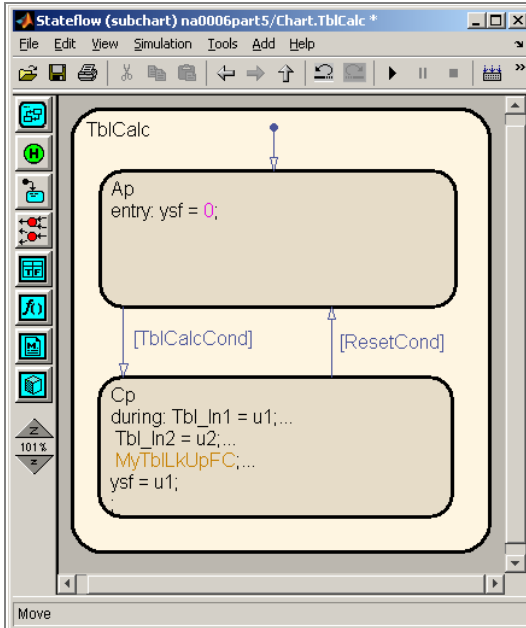 Stateflow (subchart) na0006part5/Chart.TblCalc *
File Edit View Simulation Tools Add Help
TblCalc
Ap
entry: ysf = 0;
[TblCalcCond]
[ResetCond]
Cp
during: Tbl_In1 = u1;...
Tbl_In2 = u2;...
MyTblLkUpFC;...
ysf = u1;
;
H
TF
f()
M
Z
101%
z
Move